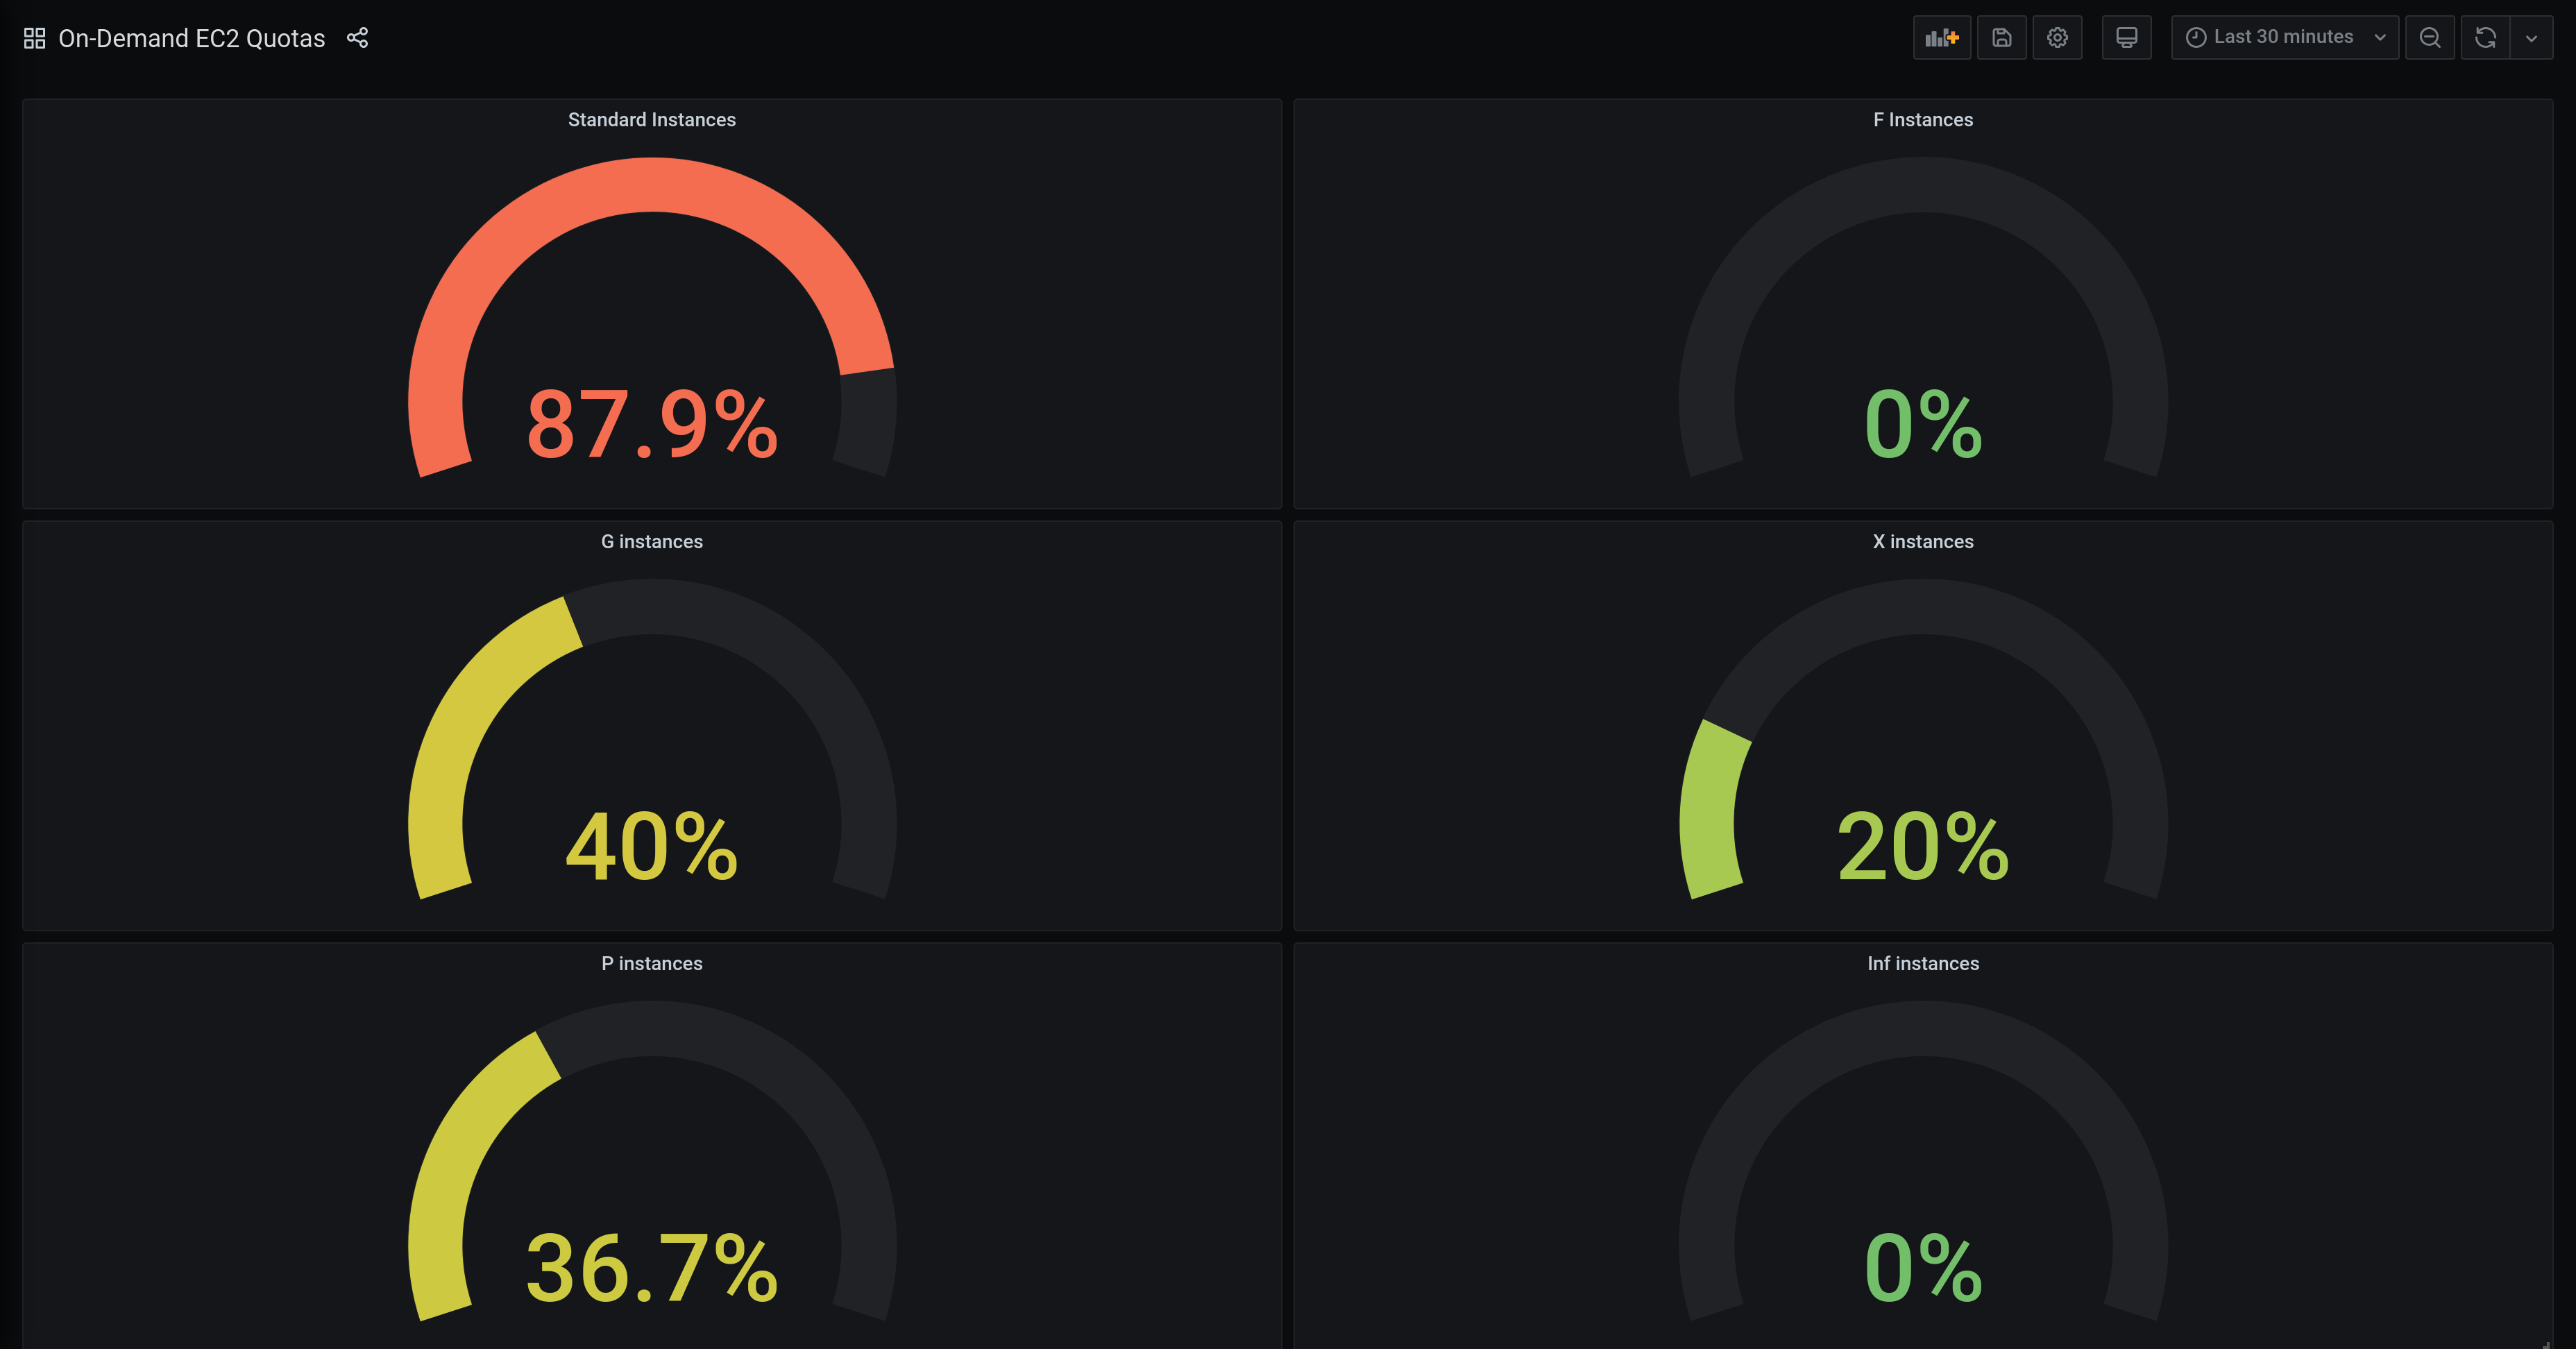 On-Demand EC2 Quotas
Last 30 minutes
Standard Instances
87.9%
F Instances
0%
G instances
40%
X instances
20%
P instances
36.7%
Inf instances
0%